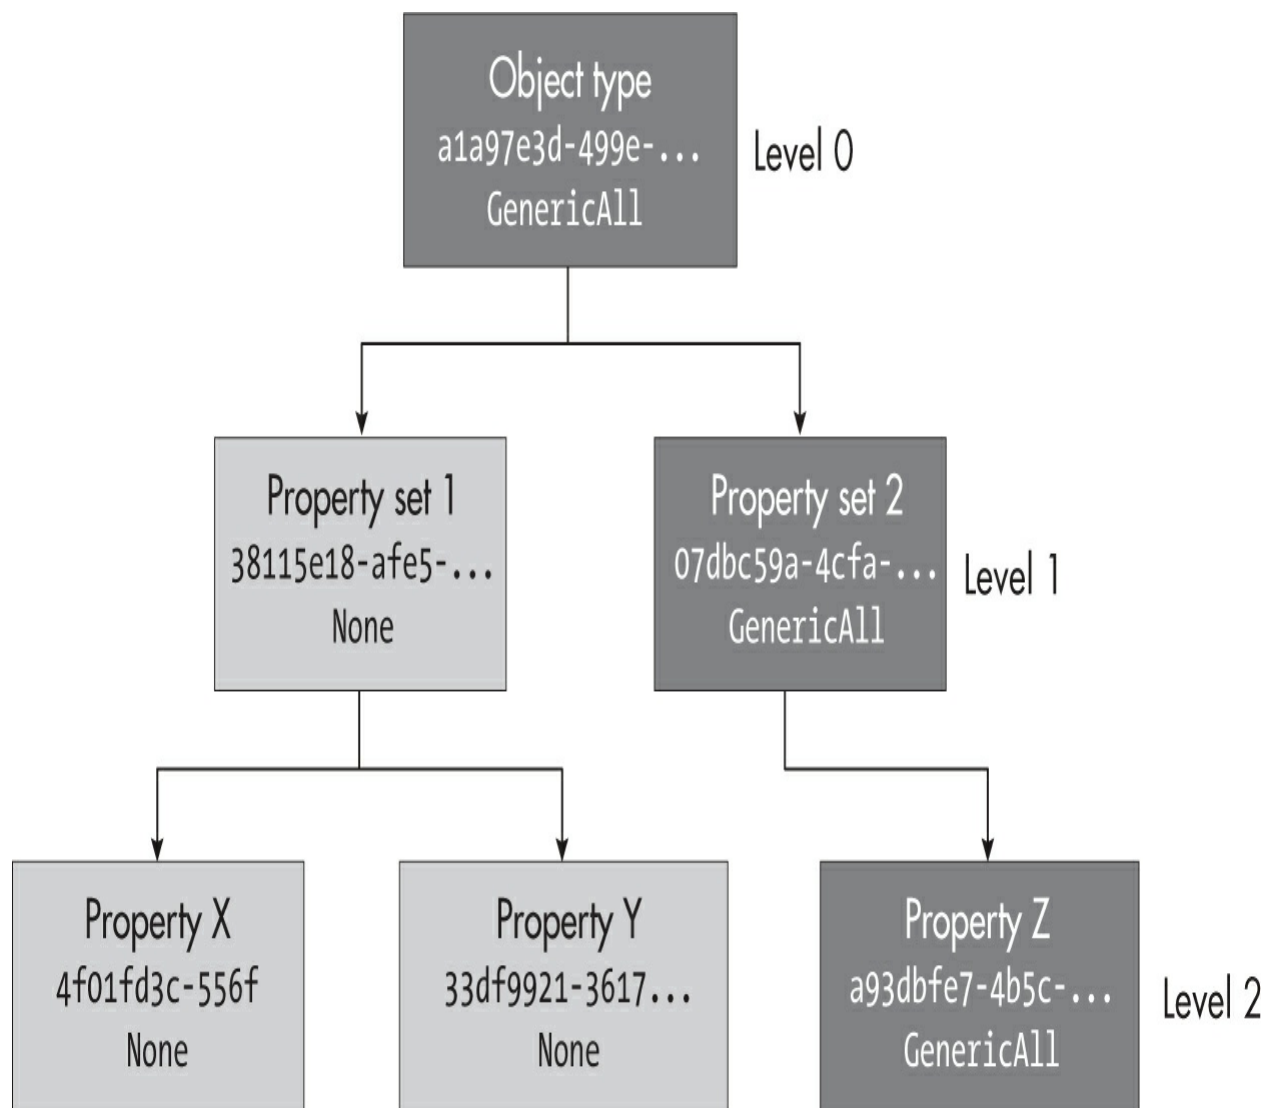 Object type
a1a97e3d-499e-...
GenericAll
Level 0
Property set 1
38115e18-afe5-...
None
Property set 2
07dbc59a-4cfa-...
GenericAll
Level 1
Property X
4f01fd3c-556f
None
Property Y
33df9921-3617...
None
Property Z
a93dbfe7-4b5c-...
GenericAll
Level 2